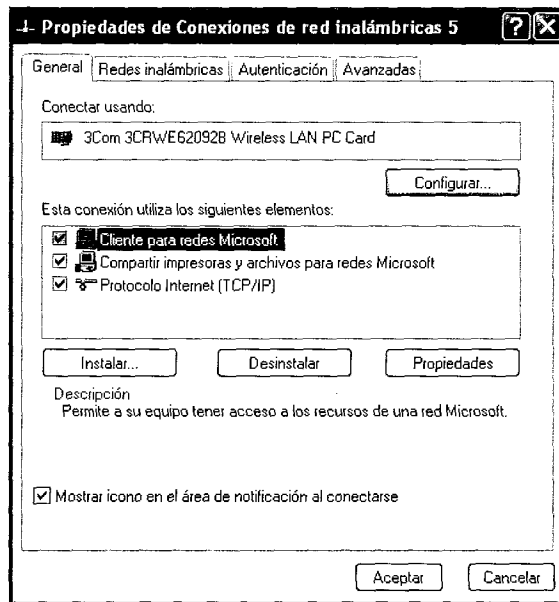 Propiedades de Conexiones de red inalámbricas 5
General Redes inalámbricas Autenticación Avanzadas
Conectar usando:
3Com 3CRWE62092B Wireless LAN PC Card
Configurar...
Esta conexión utiliza los siguientes elementos:
Cliente para redes Microsoft
Compartir impresoras y archivos para redes Microsoft
Protocolo Internet (TCP/IP)
Instalar... Desinstalar Propiedades
Descripción
Permite a su equipo tener acceso a los recursos de una red Microsoft.
Mostrar icono en el área de notificación al conectarse
Aceptar Cancelar